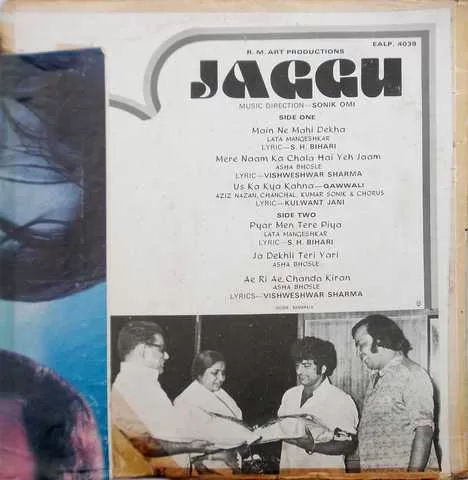 EALP. 4039
R. M. ART PRODUCTIONS
JAGGU
MUSIC DIRECTION—SONIK OMI
SIDE ONE
Main Ne Mahi Dekha
LATA MANGESHKAR
LYRIC—S. H. BIHARI
Mere Naam Ka Chala Hai Yeh Jaam
ASHA BHOSLE
LYRIC—VISHWESHWAR SHARMA
Us Ka Kya Kahna—QAWWALI
AZIZ NAZAN, CHANCHAL, KUMAR SONIK & CHORUS
LYRIC—KULWANT JANI
SIDE TWO
Pyar Men Tere Piya
LATA MANGESHKAR
LYRIC—S. H. BIHARI
Ja Dekhli Teri Yari
ASHA BHOSLE
Ae Ri Ae Chanda Kiran
ASHA BHOSLE
LYRICS—VISHWESHWAR SHARMA